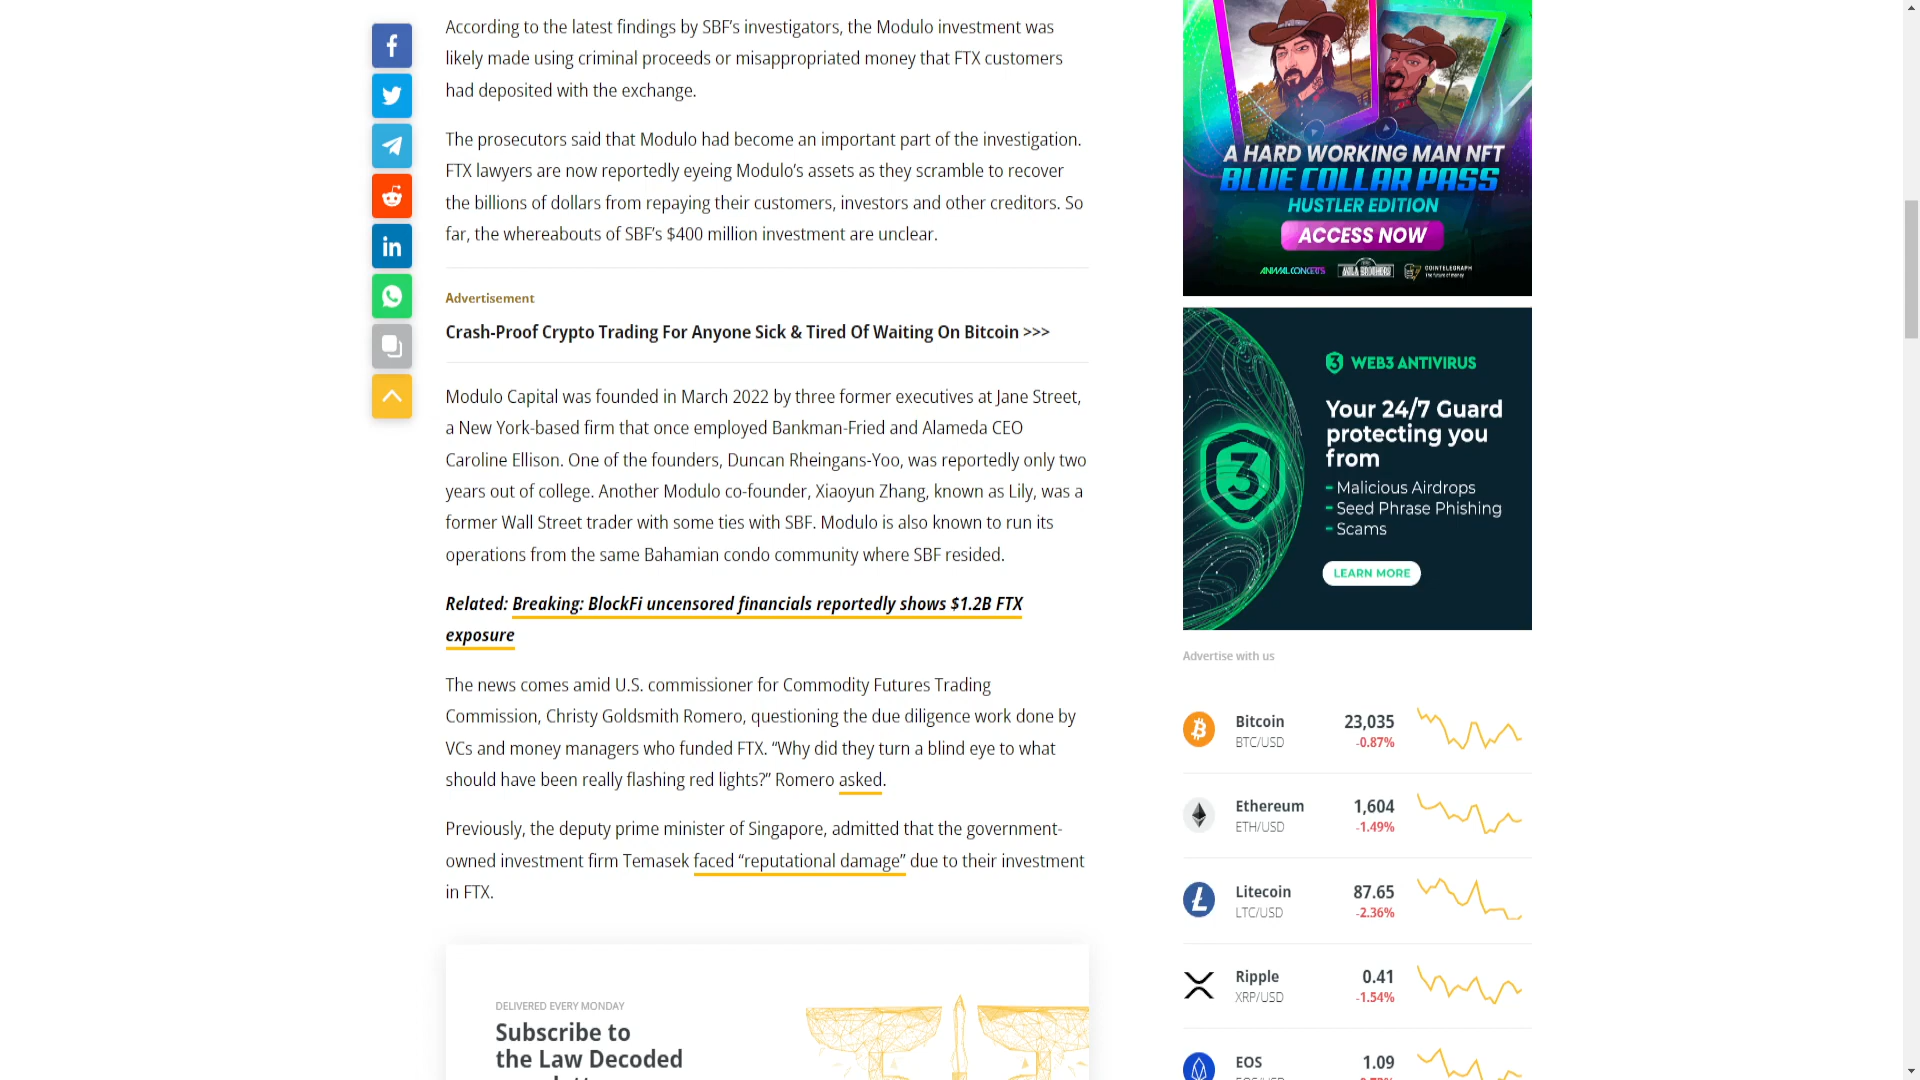 According to the latest findings by SBF’s investigators, the Modulo investment was
likely made using criminal proceeds or misappropriated money that FTX customers
had deposited with the exchange.
The prosecutors said that Modulo had become an important part of the investigation.
FTX lawyers are now reportedly eyeing Modulo’s assets as they scramble to recover
the billions of dollars from repaying their customers, investors and other creditors. So
far, the whereabouts of SBF’s $400 million investment are unclear.
Advertisement
Crash-Proof Crypto Trading For Anyone Sick & Tired Of Waiting On Bitcoin >>>
Modulo Capital was founded in March 2022 by three former executives at Jane Street,
a New York-based firm that once employed Bankman-Fried and Alameda CEO
Caroline Ellison. One of the founders, Duncan Rheingans-Yoo, was reportedly only two
years out of college. Another Modulo co-founder, Xiaoyun Zhang, known as Lily, was a
former Wall Street trader with some ties with SBF. Modulo is also known to run its
operations from the same Bahamian condo community where SBF resided.
Related: Breaking: BlockFi uncensored financials reportedly shows $1.2B FTX
exposure
The news comes amid U.S. commissioner for Commodity Futures Trading
Commission, Christy Goldsmith Romero, questioning the due diligence work done by
VCs and money managers who funded FTX. “Why did they turn a blind eye to what
should have been really flashing red lights?” Romero asked.
Previously, the deputy prime minister of Singapore, admitted that the government-
owned investment firm Temasek faced “reputational damage” due to their investment
in FTX.
DELIVERED EVERY MONDAY
Subscribe to
the Law Decoded
A HARD WORKING MAN NFT
BLUE COLLAR PASS
HUSTLER EDITION
ACCESS NOW
ANIMAL CONCERTS
COINTELEGRAPH
The future of money
WEB3 ANTIVIRUS
Your 24/7 Guard
protecting you
from
- Malicious Airdrops
- Seed Phrase Phishing
- Scams
LEARN MORE
Advertise with us
Bitcoin 23,035
BTC/USD -0.87%
Ethereum 1,604
ETH/USD -1.49%
Litecoin 87.65
LTC/USD -2.36%
Ripple 0.41
XRP/USD -1.54%
EOS 1.09